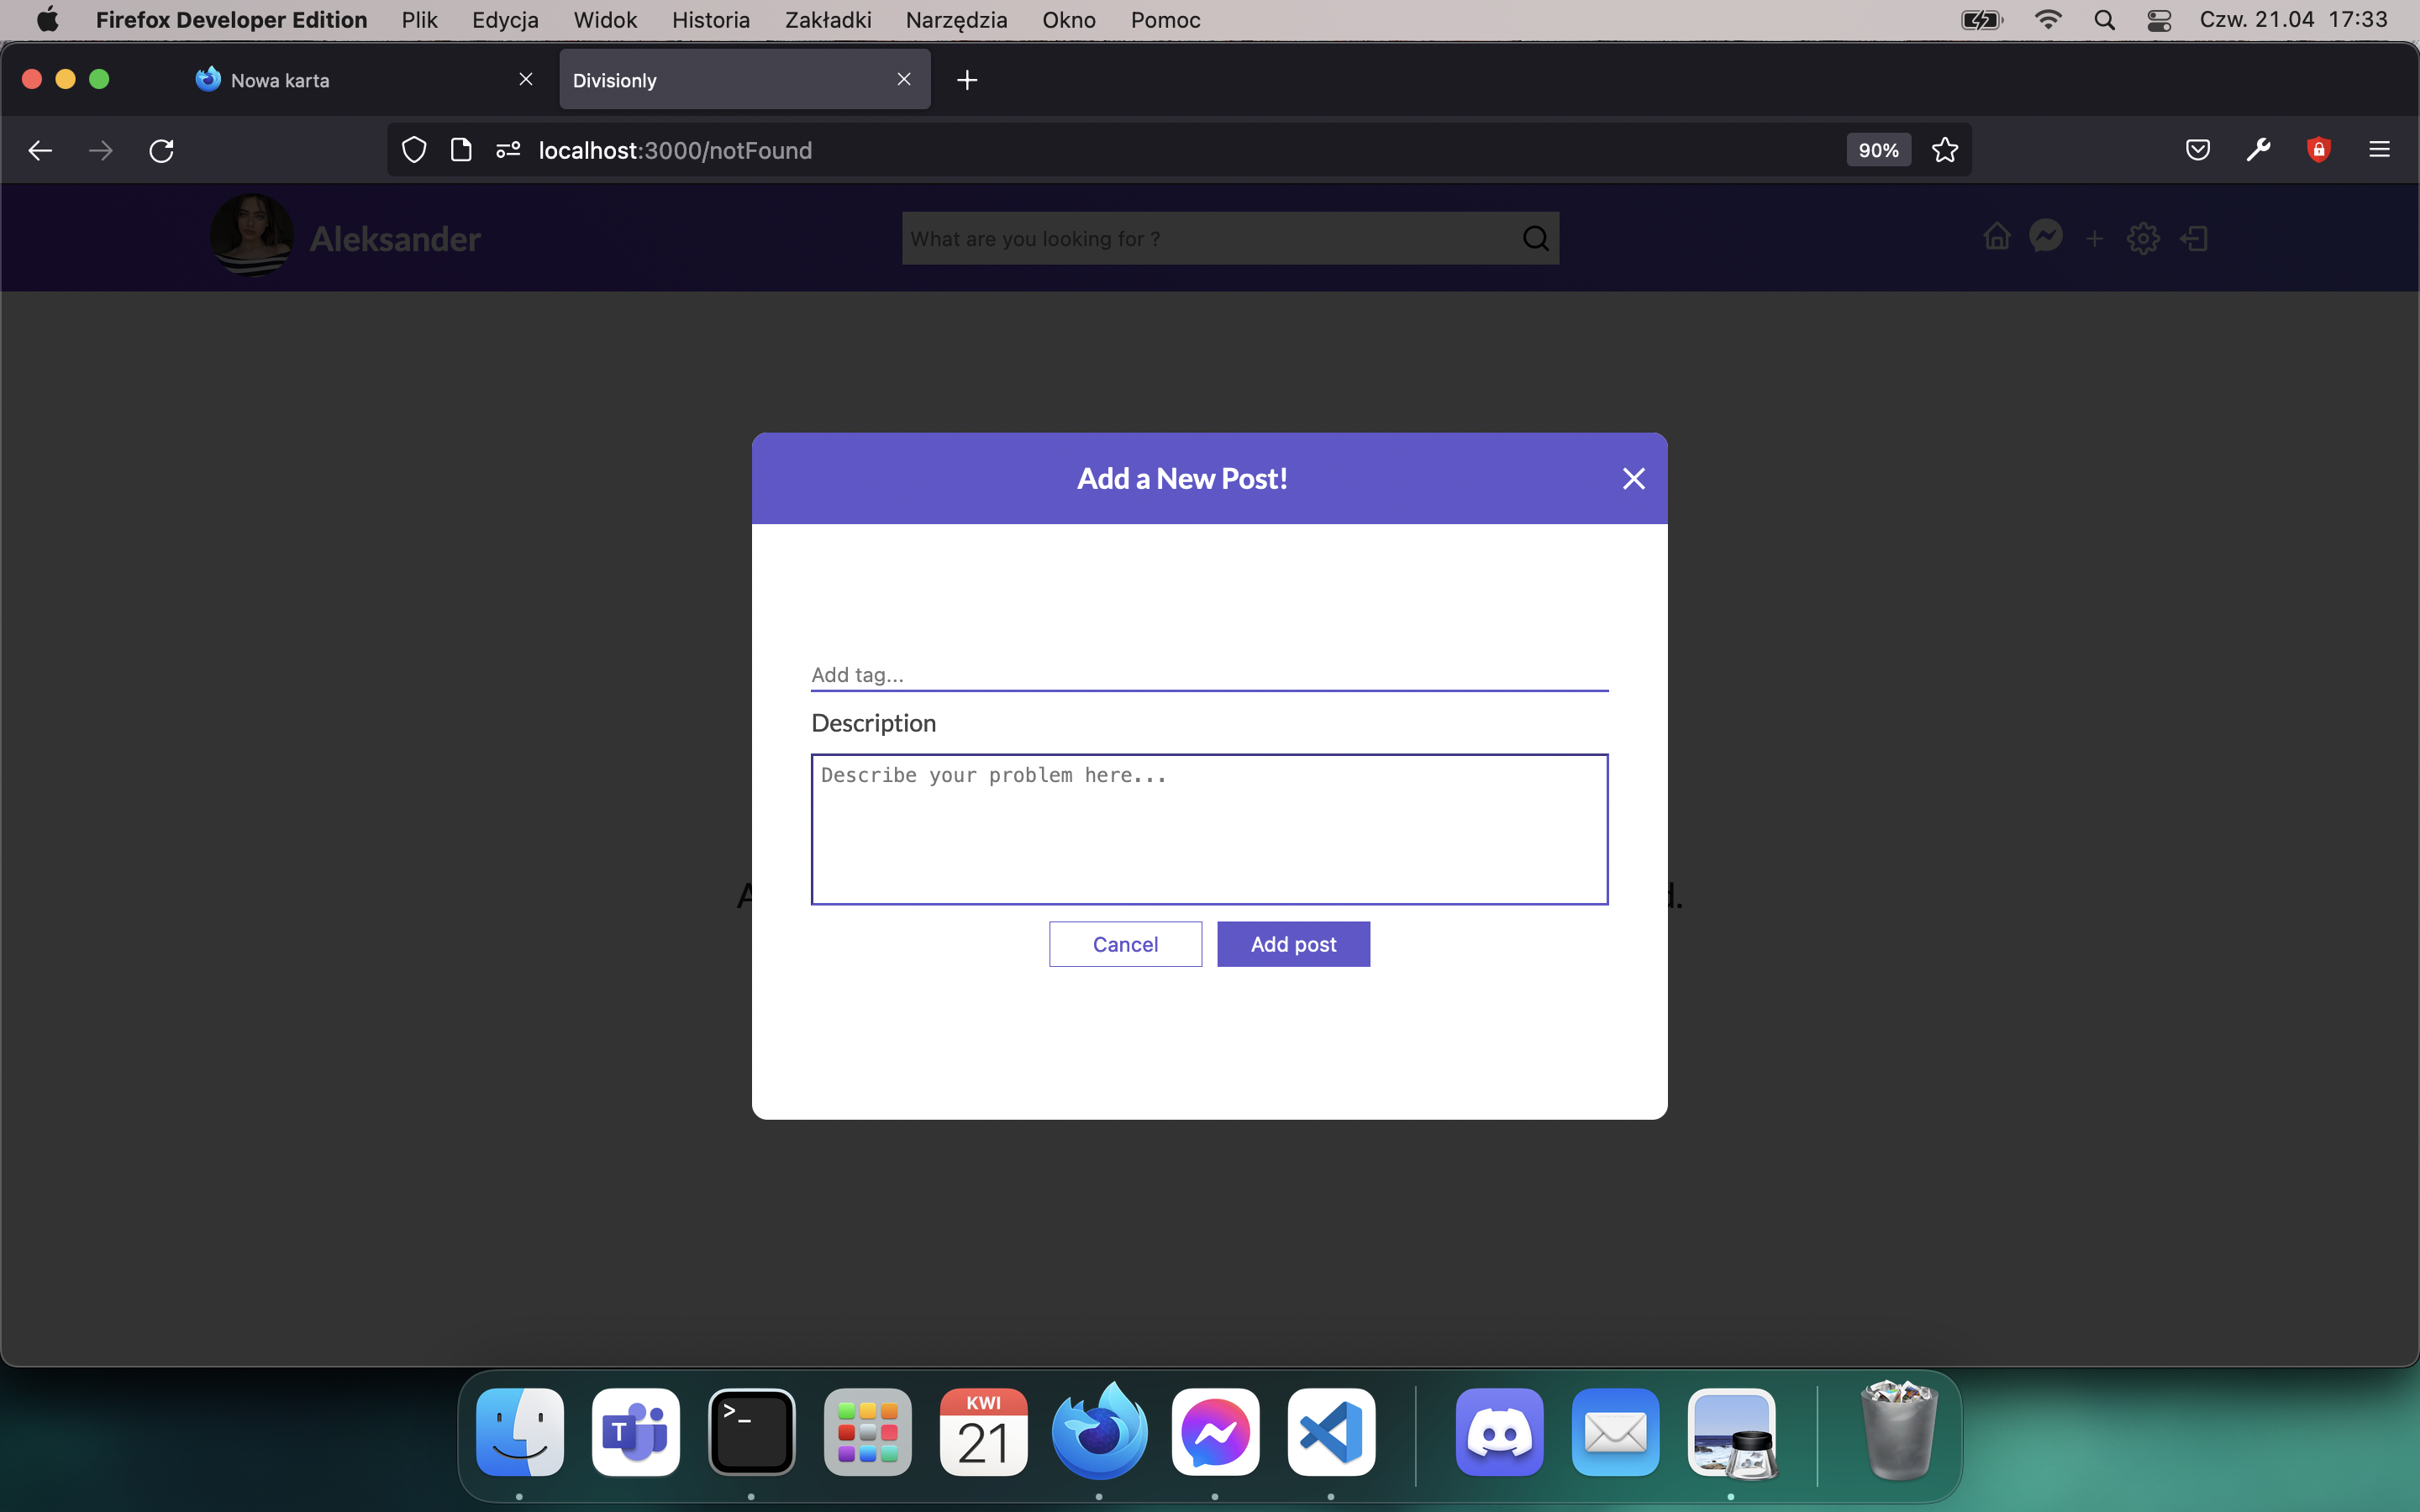 Firefox Developer Edition Plik Edycja Widok Historia Zakładki Narzędzia Okno Pomoc Czw. 21.04 17:33
Nowa karta Divisionly
localhost:3000/notFound 90%
Aleksander What are you looking for ?
Add a New Post!
Add tag...
Description
Describe your problem here...
A d.
Cancel Add post
KWI
21
T
>_